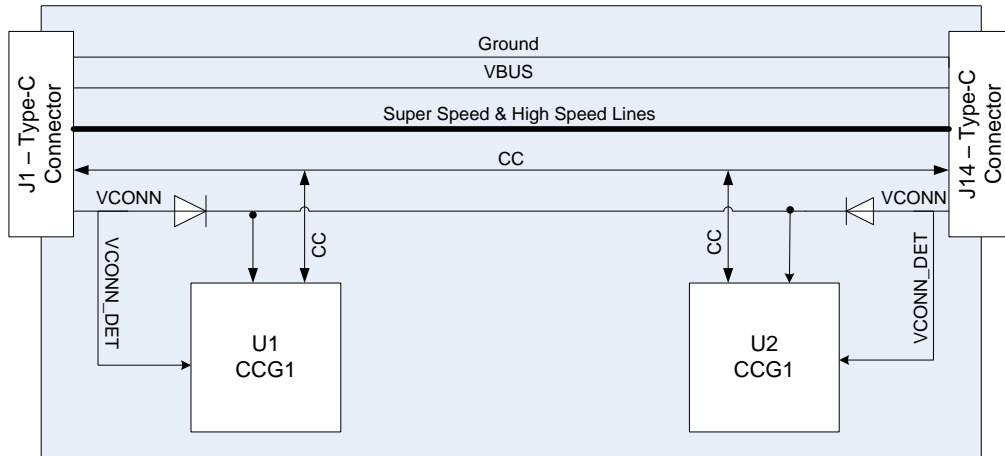 J1 – Type-C
Connector
Ground
VBUS
Super Speed & High Speed Lines
CC
VCONN
VCONN
J14 – Type-C
Connector
VCONN_DET
CC
CC
VCONN_DET
U1
CCG1
U2
CCG1